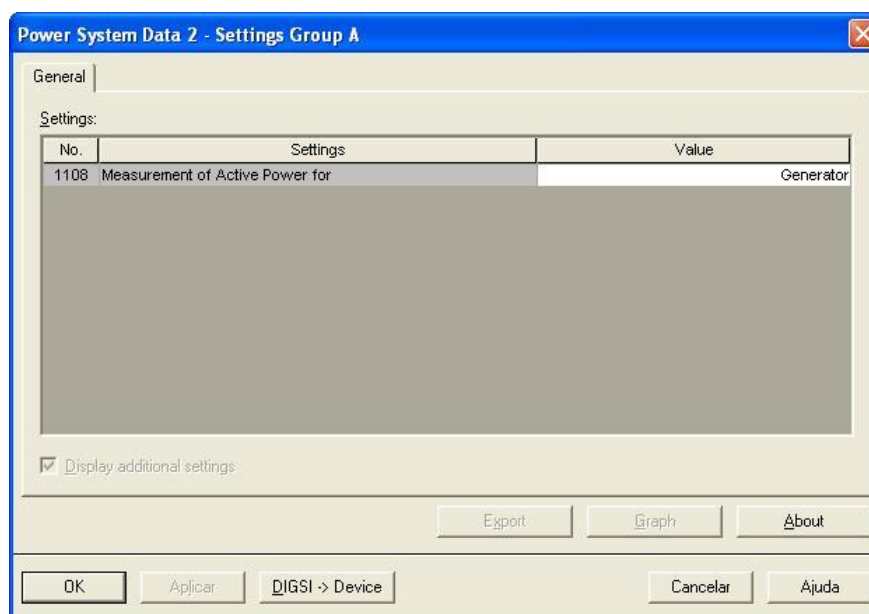 Power System Data 2 - Settings Group A
General
Settings:
No. Settings Value
1108 Measurement of Active Power for Generator
Display additional settings
Export Graph About
OK Aplicar DIGSI -> Device Cancelar Ajuda